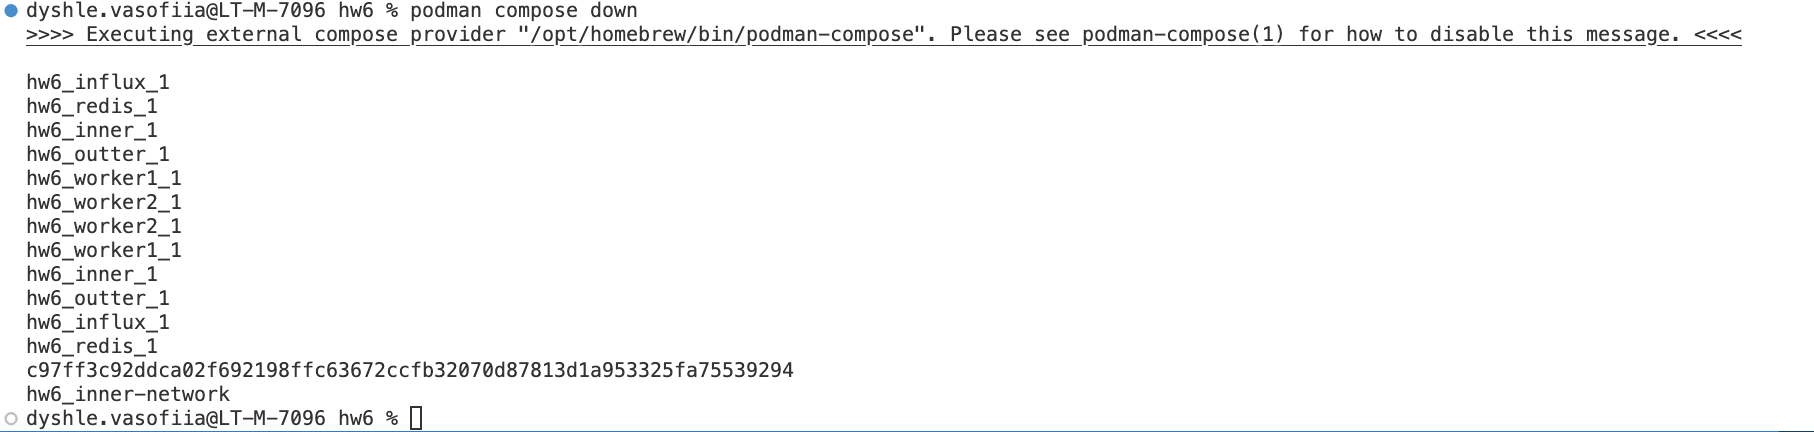 dyshle.vasofiia@LT-M-7096 hw6 % podman compose down
>>>> Executing external compose provider "/opt/homebrew/bin/podman-compose". Please see podman-compose(1) for how to disable this message. <<<<
hw6_influx_1
hw6_redis_1
hw6_inner_1
hw6_outter_1
hw6_worker1_1
hw6_worker2_1
hw6_worker2_1
hw6_worker1_1
hw6_inner_1
hw6_outter_1
hw6_influx_1
hw6_redis_1
c97ff3c92ddca02f692198ffc63672ccfb32070d87813d1a953325fa75539294
hw6_inner-network
dyshle.vasofiia@LT-M-7096 hw6 %